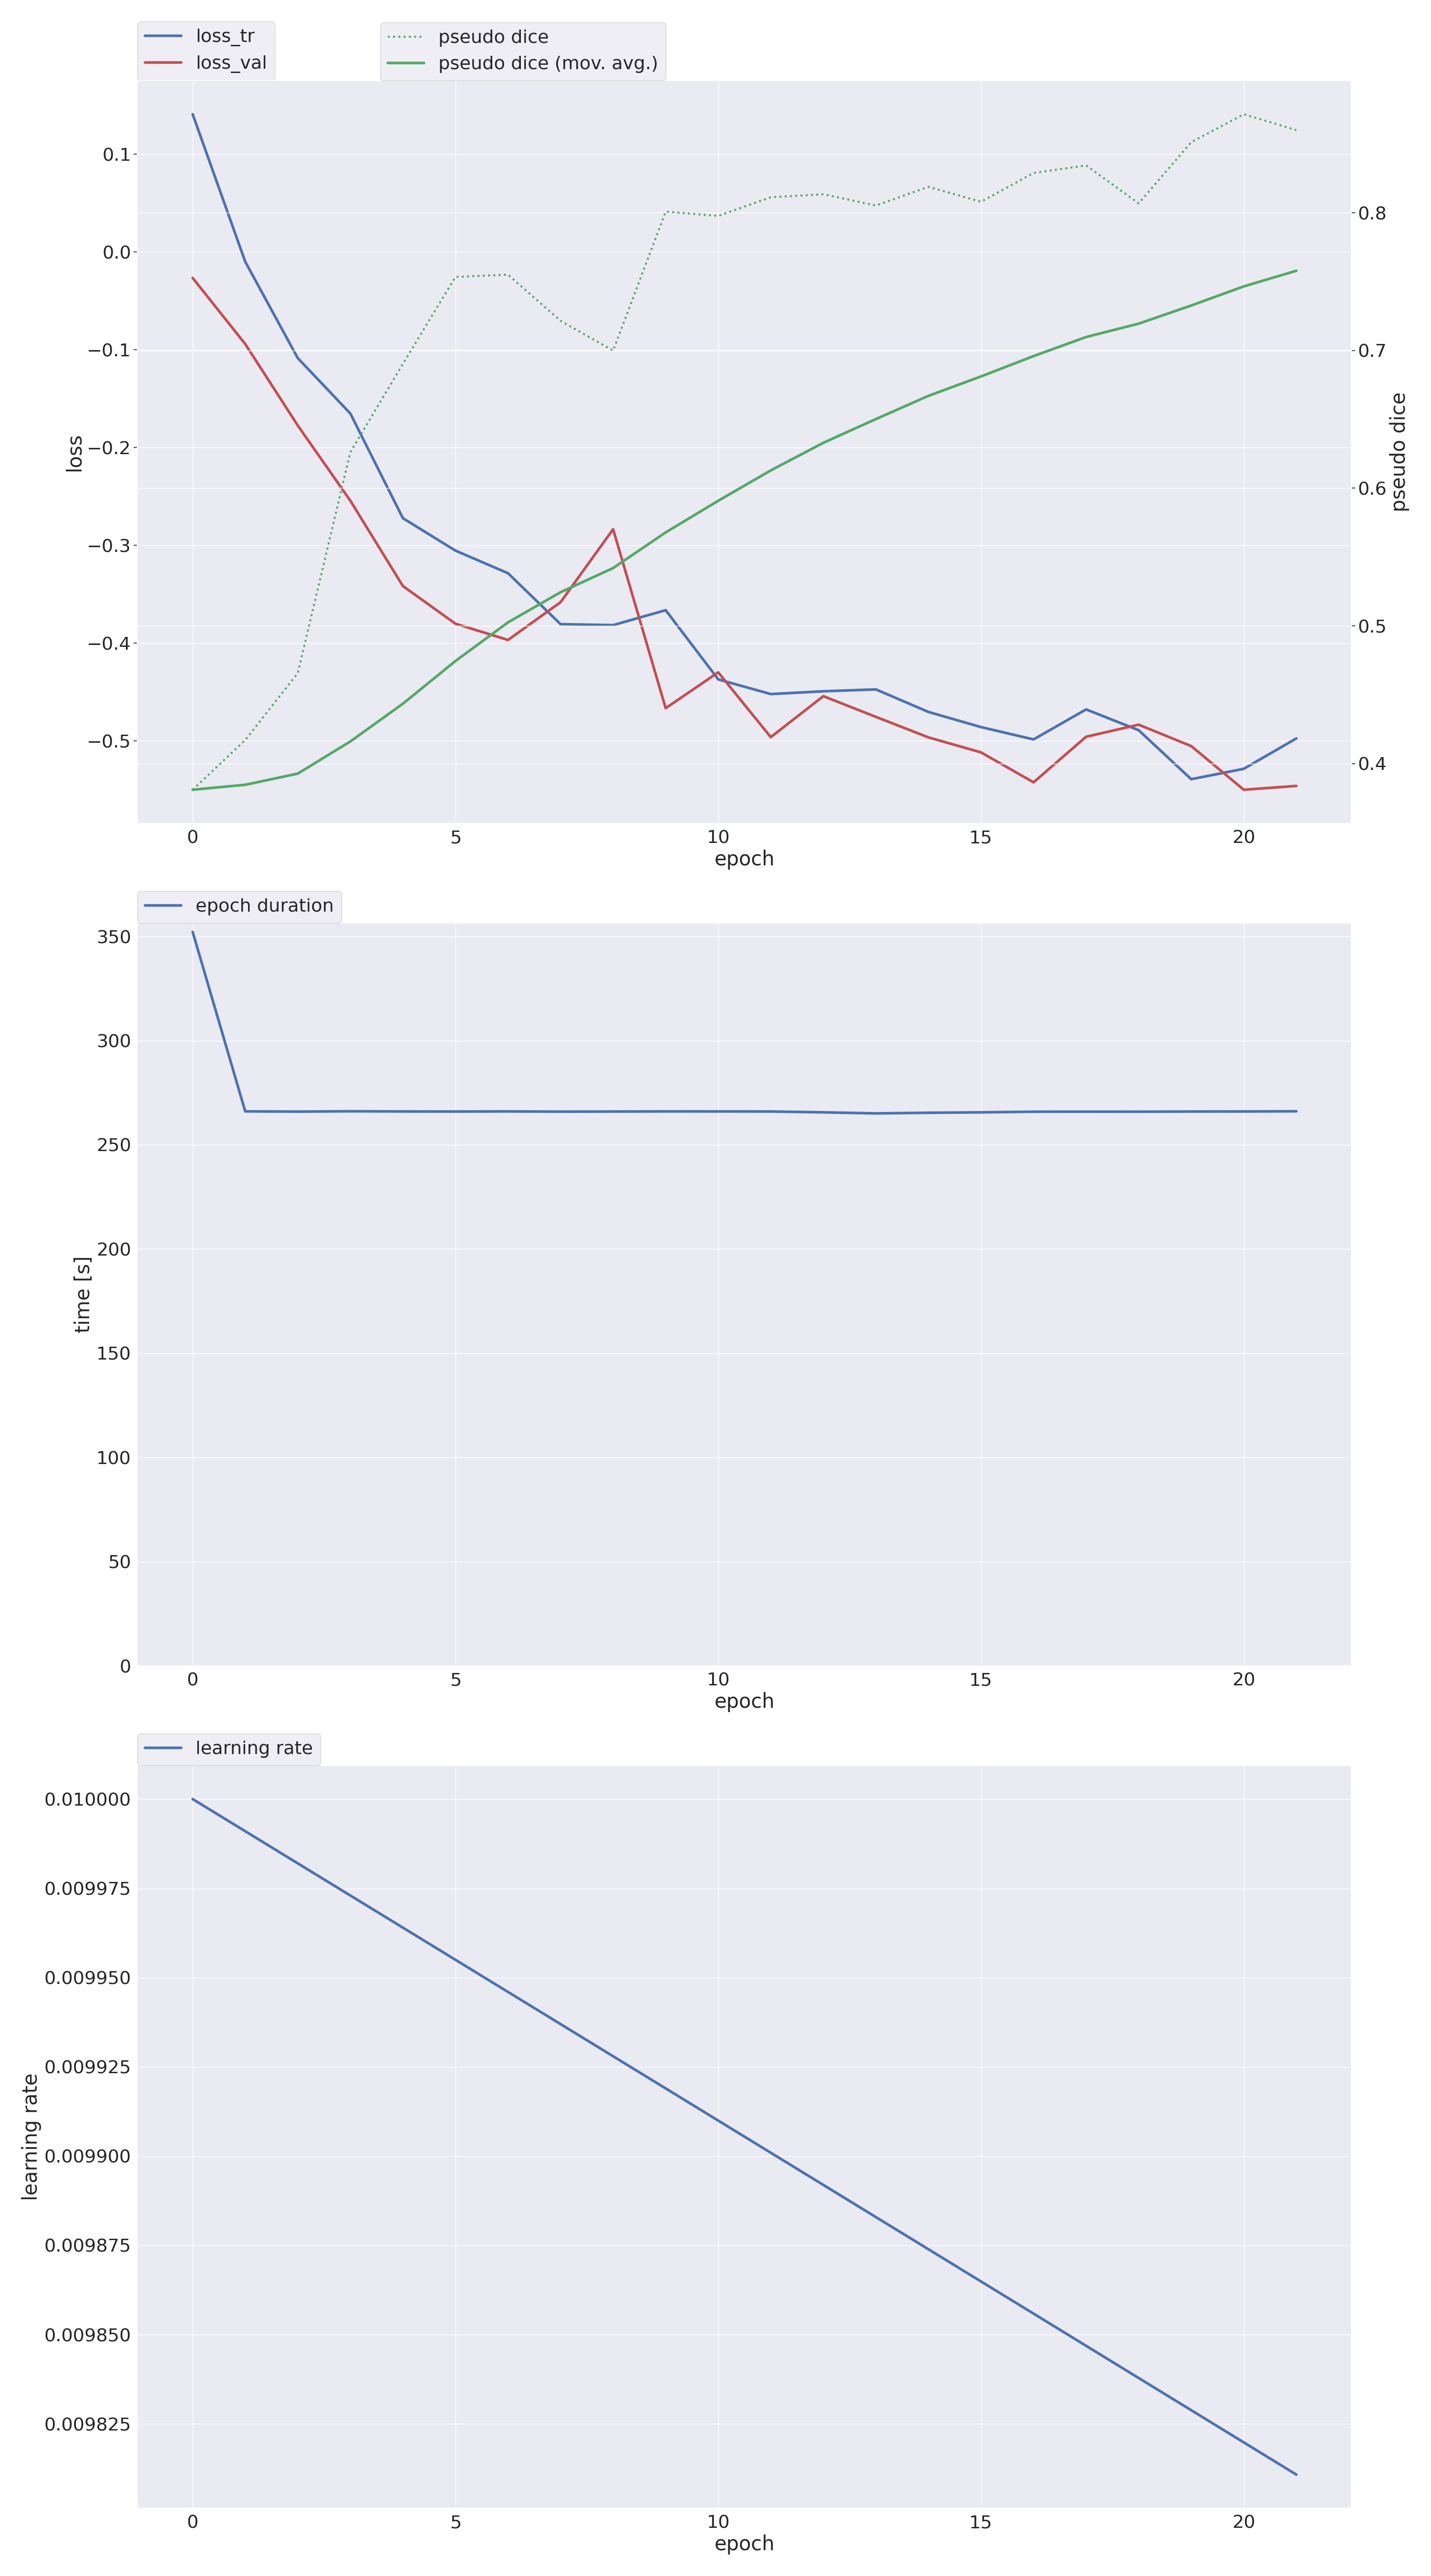 loss_tr
loss_val
pseudo dice
pseudo dice (mov. avg.)
0.1
0.0
−0.1
−0.2
−0.3
−0.4
−0.5
loss
0.8
0.7
0.6
0.5
0.4
pseudo dice
0 5 10 15 20
epoch
epoch duration
350
300
250
200
150
100
50
0
time [s]
0 5 10 15 20
epoch
learning rate
0.010000
0.009975
0.009950
0.009925
0.009900
0.009875
0.009850
0.009825
learning rate
0 5 10 15 20
epoch